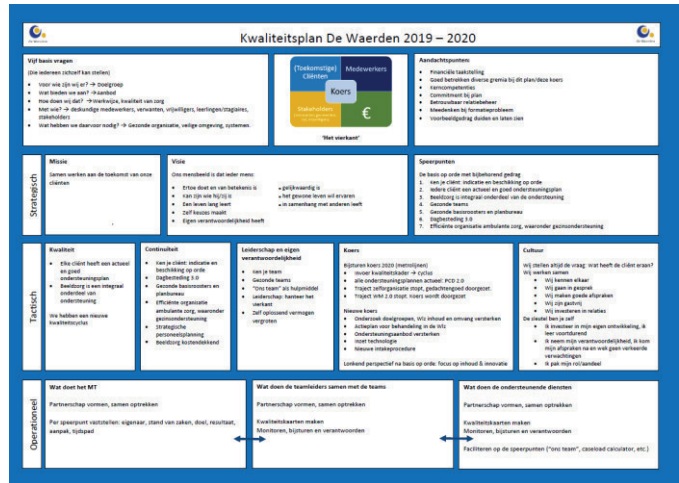 Kwaliteitsplan De Waerden 2019 – 2020
Vijf basis vragen
(Die iedereen zichzelf kan stellen)
• Voor wie zijn wij er? → Doelgroep
• Wat bieden we aan? → aanbod
• Hoe doen wij dit? → Werkwijze, kwaliteit van zorg
• Met wie? → deskundige medewerkers, verwanten, vrijwilligers, leerlingen/stagiaires,
stakeholders
• Wat hebben we daarvoor nodig? → Gezonde organisatie, veilige omgeving, systemen
(Toekomstige)
Cliënten
Medewerkers
Koers
Stakeholders
€
'Het vierkant'
Aandachtspunten:
• Financiële taakstelling
• Goed betrekken diverse gremia bij dit plan/deze koers
• Kerncompetenties
• Commitment bij plan
• Betrouwbaar relatiebeheer
• Meedenken bij formatieprobleem
• Voorbeeldgedrag duiden en laten zien
Strategisch
Missie
Samen werken aan de toekomst van onze
cliënten
Visie
Ons mensbeeld is dat ieder mens:
• Ertoe doet en van betekenis is
• Kan zijn wie hij/zij is
• Een leven lang leert
• Zelf keuzes maakt
• Eigen verantwoordelijkheid heeft
• gelijkwaardig is
• het gewone leven wil ervaren
• in samenhang met anderen leeft
Speerpunten
De basis op orde met bijbehorend gedrag
1. Ken je cliënt: indicatie en beschikking op orde
2. Iedere cliënt een actueel en goed ondersteuningsplan
3. Beeldzorg is integraal onderdeel van de ondersteuning
4. Gezonde teams
5. Gezonde basisroosters en planbureau
6. Dagbesteding 3.0
7. Efficiënte organisatie ambulante zorg, waaronder gezinsondersteuning
Tactisch
Kwaliteit
• Elke cliënt heeft een actueel
en goed
ondersteuningsplan
• Beeldzorg is een integraal
onderdeel van
ondersteuning
We hebben een nieuwe
kwaliteitscyclus
Continuïteit
• Ken je cliënt: indicatie en
beschikking op orde
• Dagbesteding 3.0
• Gezonde basisroosters en
planbureau
• Efficiënte organisatie
ambulante zorg, waaronder
gezinsondersteuning
• Strategische
personeelsplanning
• Beeldzorg kostendekkend
Leiderschap en eigen
verantwoordelijkheid
• Ken je team
• Gezonde teams
• "Ons team" als hulpmiddel
• Leiderschap: hanteer het
vierkant
• Zelf oplossend vermogen
vergroten
Koers
Bijsturen koers 2020 (metrolijnen)
• Invoer kwaliteitskader → cyclus
• alle ondersteuningsplannen actueel: PCD 2.0
• Traject zelforganisatie stopt, gedachtengoed doorgezet
• Traject WM 2.0 stopt. Koers wordt doorgezet
Nieuwe koers
• Onderzoek doelgroepen, Wlz inhoud en omvang versterken
• Actieplan voor behandeling in de Wlz
• Ondersteuningsaanbod versterken
• Inzet technologie
• Nieuwe intakeprocedure
Lonkend perspectief na basis op orde: focus op inhoud & innovatie
Cultuur
Wij stellen altijd de vraag: Wat heeft de cliënt eraan?
Wij werken samen
• Wij kennen elkaar
• Wij gaan in gesprek
• Wij maken goede afspraken
• Wij zijn gastvrij
• Wij investeren in relaties
De sleutel ben je zelf
• Ik investeer in mijn eigen ontwikkeling, ik
leer voortdurend
• Ik neem mijn verantwoordelijkheid, ik kom
mijn afspraken na en wek geen verkeerde
verwachtingen
• Ik pak mijn rol/aandeel
Operationeel
Wat doet het MT
Partnerschap vormen, samen optrekken
Per speerpunt vaststellen: eigenaar, stand van zaken, doel, resultaat,
aanpak, tijdspad
Wat doen de teamleiders samen met de teams
Partnerschap vormen, samen optrekken
Kwaliteitskaarten maken
Monitoren, bijsturen en verantwoorden
Wat doen de ondersteunende diensten
Partnerschap vormen, samen optrekken
Kwaliteitskaarten maken
Monitoren, bijsturen en verantwoorden
Faciliteren op de speerpunten ("ons team", caseload calculator, etc.)